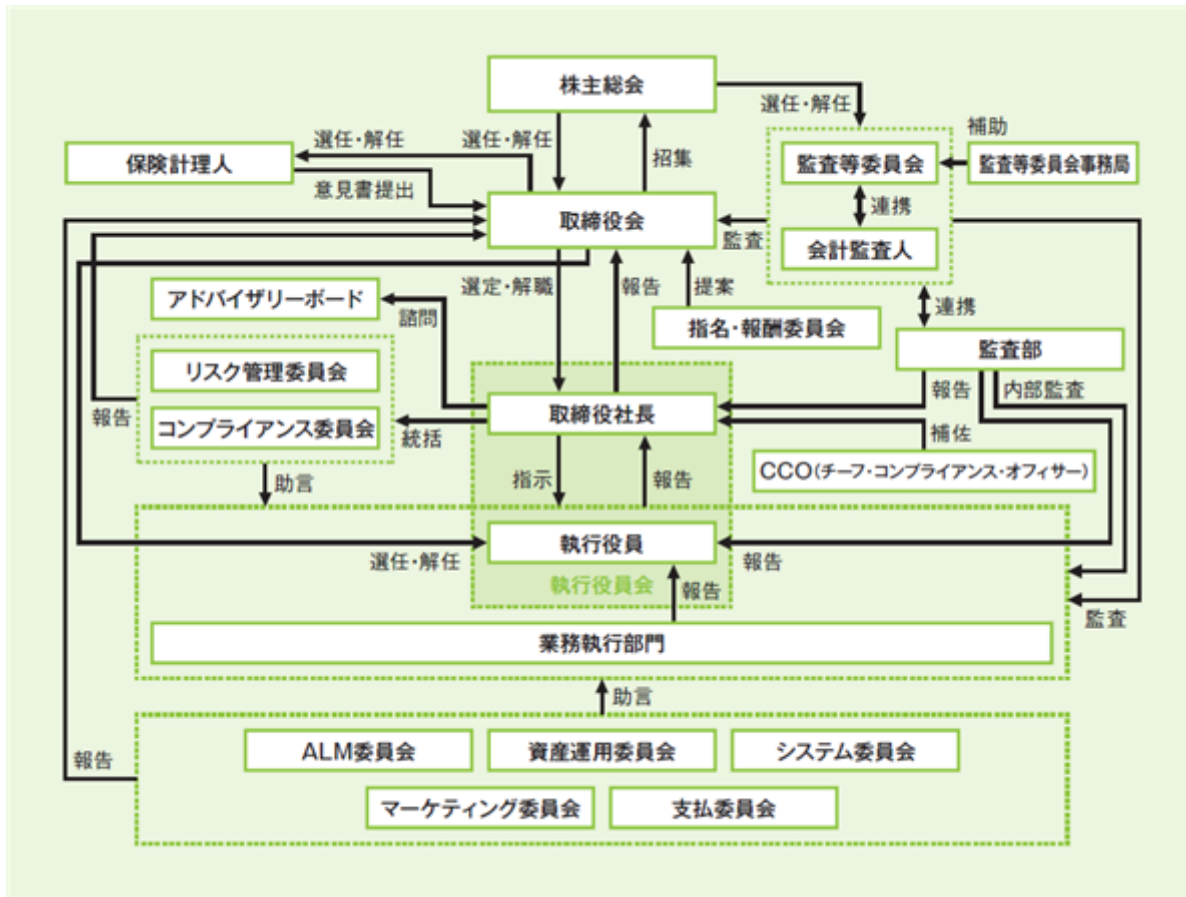 株主総会
選任・解任
補助
選任・解任
選任・解任
招集
保険計理人
監査等委員会
監査等委員会事務局
意見書提出
連携
取締役会
監査
会計監査人
選定・解職
報告
提案
アドバイザリーボード
諮問
指名・報酬委員会
連携
監査部
リスク管理委員会
報告
内部監査
報告
コンプライアンス委員会
統括
取締役社長
補佐
CCO（チーフ・コンプライアンス・オフィサー）
助言
指示
報告
執行役員
選任・解任
報告
執行役員会
報告
監査
業務執行部門
助言
報告
ALM委員会
資産運用委員会
システム委員会
マーケティング委員会
支払委員会